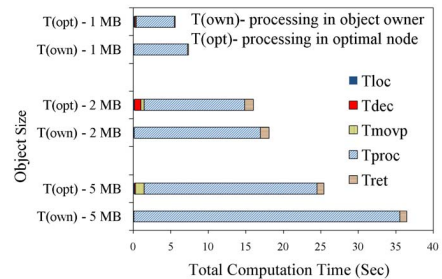 T(opt) - 1 MB
T(own) - 1 MB
T(opt) - 2 MB
T(own) - 2 MB
T(opt) - 5 MB
T(own) - 5 MB
Object Size
T(own)- processing in object owner
T(opt)- processing in optimal node
Tloc
Tdec
Tmovp
Tproc
Tret
0 5 10 15 20 25 30 35 40
Total Computation Time (Sec)